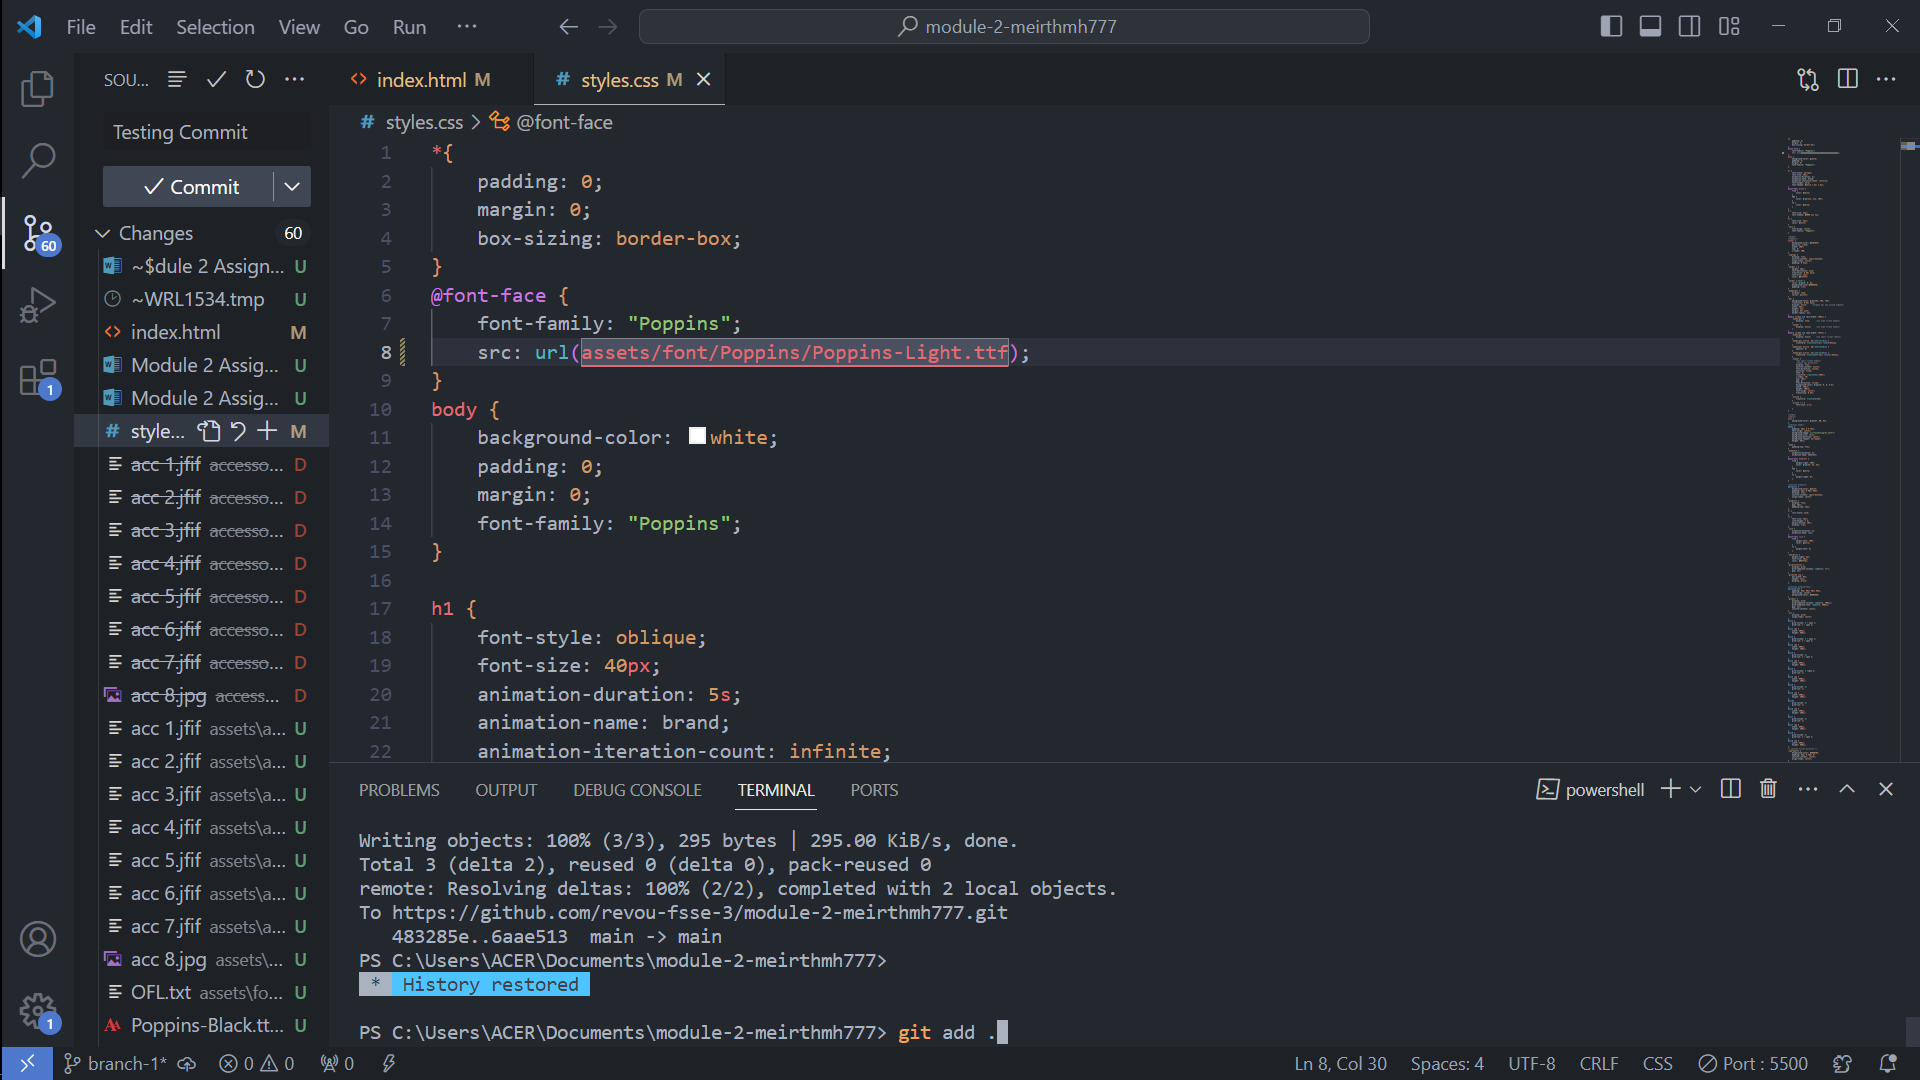 File Edit Selection View Go Run ···
module-2-meirthmh777
SOU...
index.html M
styles.css M
styles.css > @font-face
Testing Commit
Commit
Changes 60
~$dule 2 Assign... U
~WRL1534.tmp U
index.html M
Module 2 Assig... U
Module 2 Assig... U
style... M
acc 1.jfif accesso... D
acc 2.jfif accesso... D
acc 3.jfif accesso... D
acc 4.jfif accesso... D
acc 5.jfif accesso... D
acc 6.jfif accesso... D
acc 7.jfif accesso... D
acc 8.jpg access... D
acc 1.jfif assets\a... U
acc 2.jfif assets\a... U
acc 3.jfif assets\a... U
acc 4.jfif assets\a... U
acc 5.jfif assets\a... U
acc 6.jfif assets\a... U
acc 7.jfif assets\a... U
acc 8.jpg assets\... U
OFL.txt assets\fo... U
Poppins-Black.tt... U
60
1
1
1 *{
2 padding: 0;
3 margin: 0;
4 box-sizing: border-box;
5 }
6 @font-face {
7 font-family: "Poppins";
8 src: url(assets/font/Poppins/Poppins-Light.ttf);
9 }
10 body {
11 background-color: white;
12 padding: 0;
13 margin: 0;
14 font-family: "Poppins";
15 }
16
17 h1 {
18 font-style: oblique;
19 font-size: 40px;
20 animation-duration: 5s;
21 animation-name: brand;
22 animation-iteration-count: infinite;
PROBLEMS OUTPUT DEBUG CONSOLE TERMINAL PORTS
powershell
Writing objects: 100% (3/3), 295 bytes | 295.00 KiB/s, done.
Total 3 (delta 2), reused 0 (delta 0), pack-reused 0
remote: Resolving deltas: 100% (2/2), completed with 2 local objects.
To https://github.com/revou-fsse-3/module-2-meirthmh777.git
483285e..6aae513 main -> main
PS C:\Users\ACER\Documents\module-2-meirthmh777>
* History restored
PS C:\Users\ACER\Documents\module-2-meirthmh777> git add .
branch-1* 0 0 0
Ln 8, Col 30 Spaces: 4 UTF-8 CRLF CSS Port : 5500